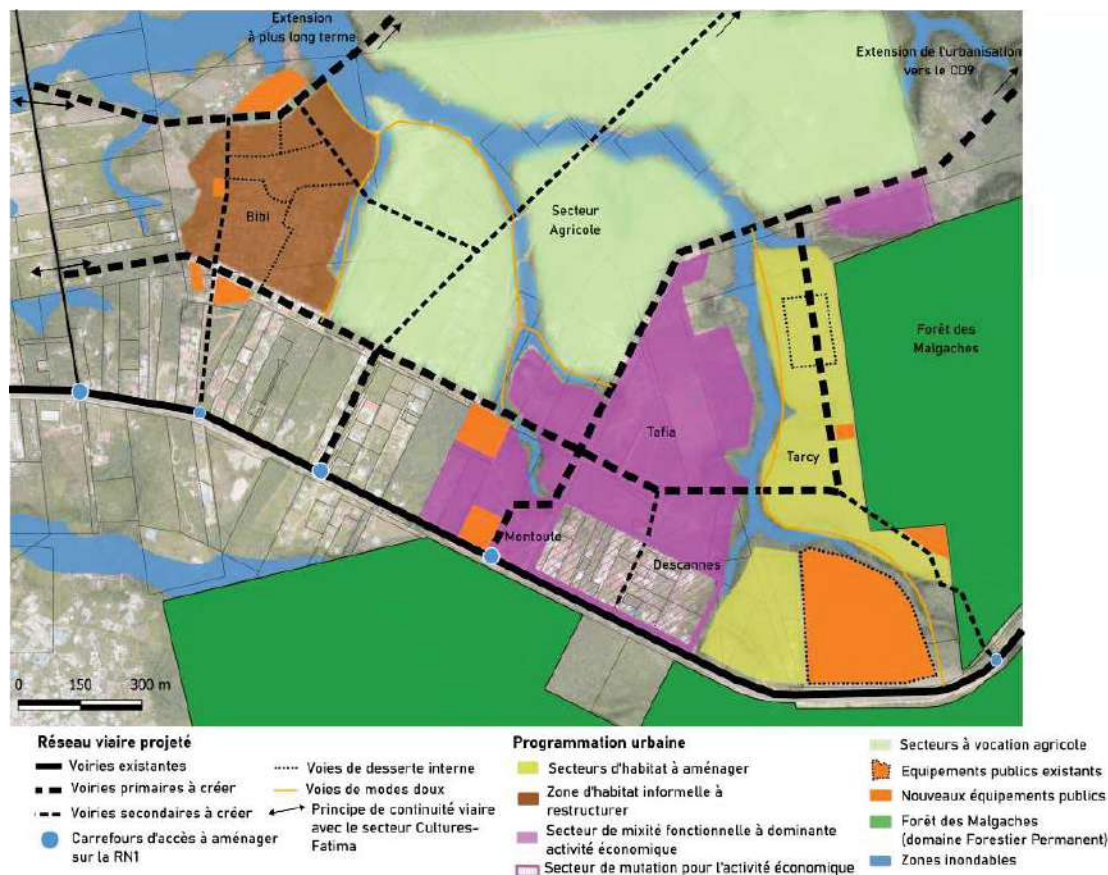 Extension
à plus long terme
Extension de l'urbanisation
vers le CD9
Bibi
Secteur
Agricole
Forêt des
Malgaches
Tafia
Tarcy
Montoute
Descannes
0 150 300 m
Réseau viaire projeté
Voiries existantes
Voiries primaires à créer
Voiries secondaires à créer
Carrefours d'accès à aménager
sur la RN1
Voies de desserte interne
Voies de modes doux
Principe de continuité viaire
avec le secteur Cultures-
Fatima
Programmation urbaine
Secteurs d'habitat à aménager
Zone d'habitat informelle à
restructurer
Secteur de mixité fonctionnelle à dominante
activité économique
Secteur de mutation pour l'activité économique
Secteurs à vocation agricole
Equipements publics existants
Nouveaux équipements publics
Forêt des Malgaches
(domaine Forestier Permanent)
Zones inondables